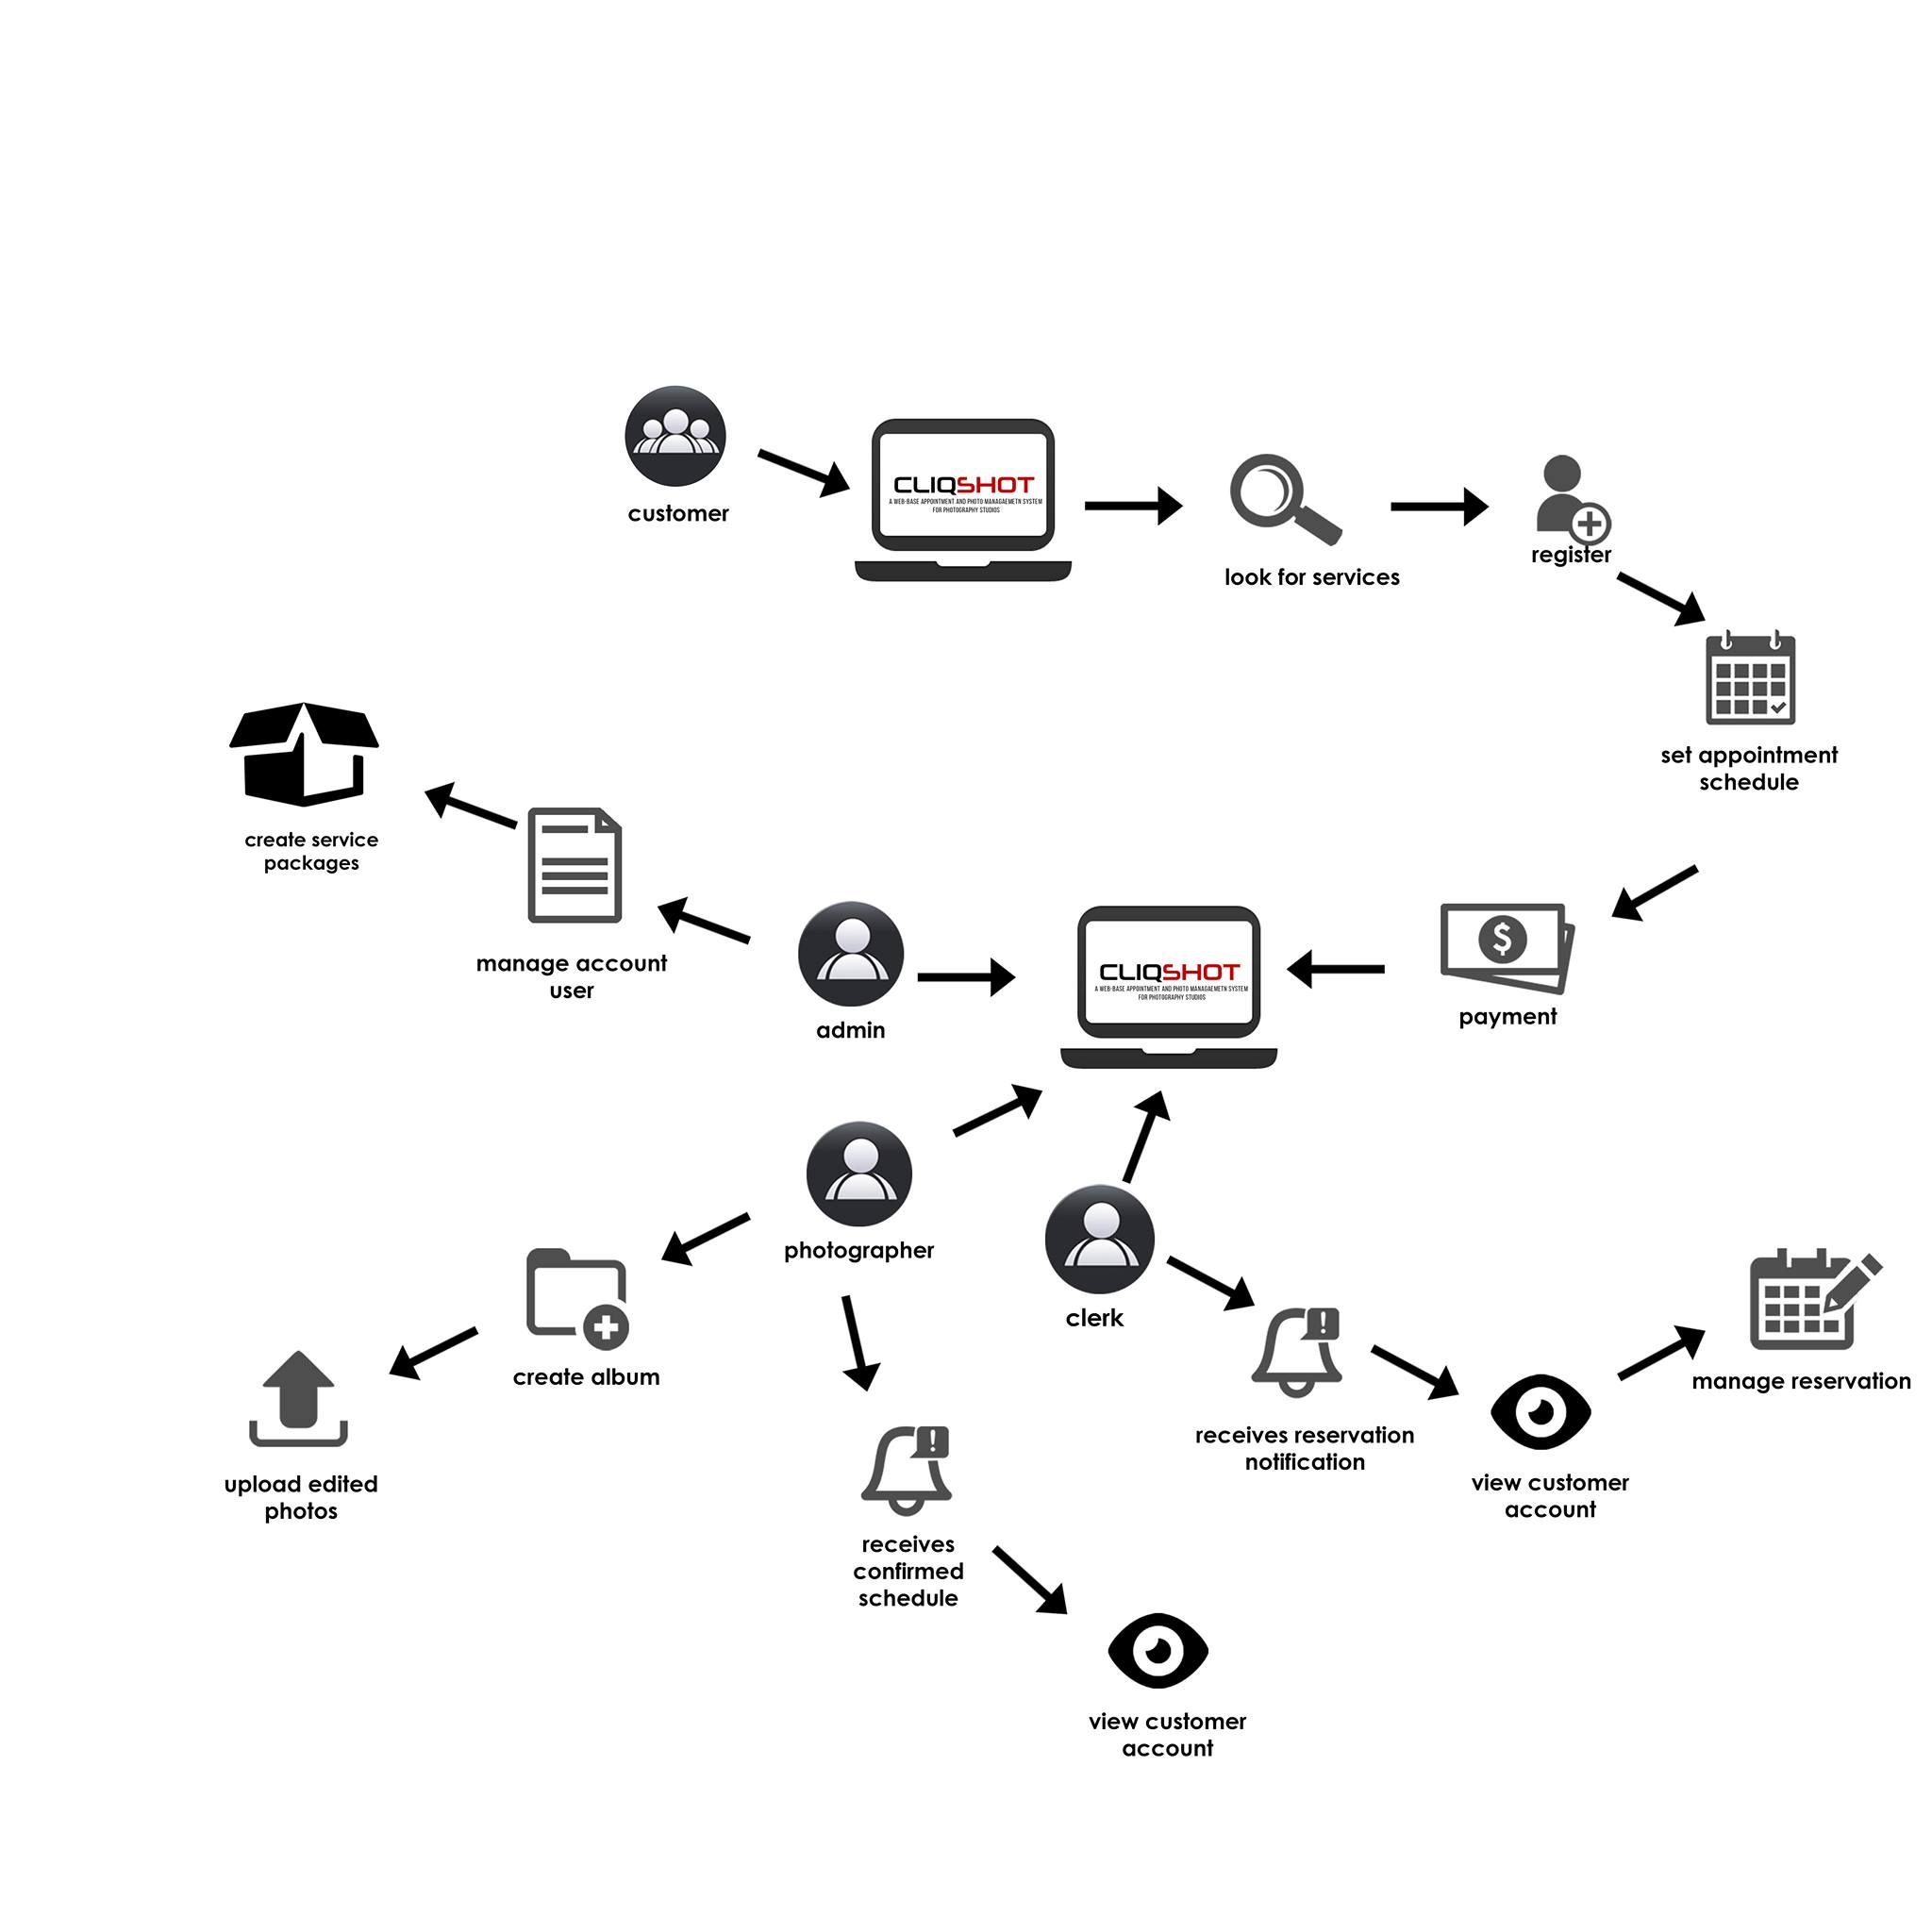 customer
CLIQSHOT
A WEB-BASE APPOINTMENT AND PHOTO MANAGAEMETN SYSTEM
FOR PHOTOGRAPHY STUDIOS
look for services
register
set appointment
schedule
create service
packages
manage account
user
admin
CLIQSHOT
A WEB-BASE APPOINTMENT AND PHOTO MANAGAEMETN SYSTEM
FOR PHOTOGRAPHY STUDIOS
$
payment
photographer
clerk
create album
upload edited
photos
!
receives
confirmed
schedule
view customer
account
!
receives reservation
notification
view customer
account
manage reservation